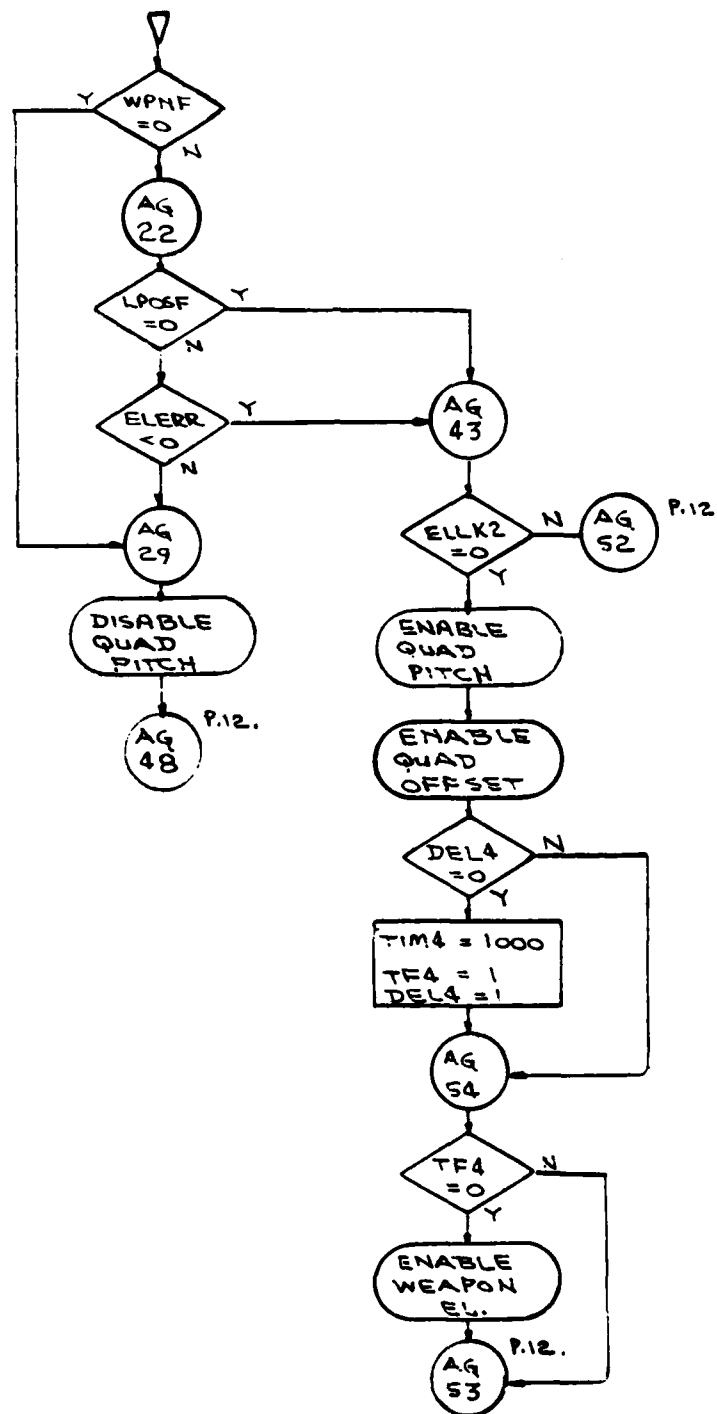 Y
WPNF
=0
N
AG
22
LPOSF
=0
Y
N
ELERR
<0
Y
N
AG
43
AG
29
ELLK2
=0
N
Y
AG
52
P.12
DISABLE
QUAD
PITCH
AG
48
P.12.
ENABLE
QUAD
PITCH
ENABLE
QUAD
OFFSET
DEL4
=0
N
Y
TIM4 = 1000
TF4 = 1
DEL4 = 1
AG
54
TF4
=0
N
Y
ENABLE
WEAPON
EL.
AG
53
P.12.